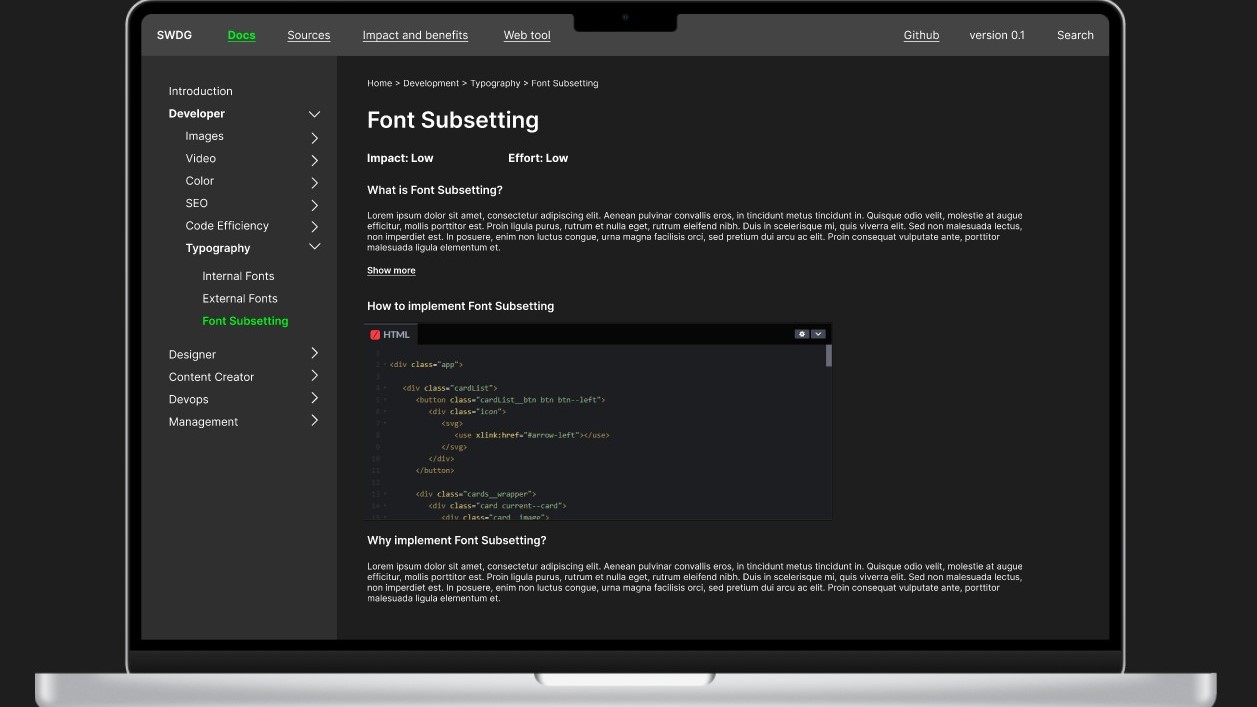 SWDG Docs Sources Impact and benefits Web tool Github version 0.1 Search
Introduction
Developer
Images
Video
Color
SEO
Code Efficiency
Typography
Internal Fonts
External Fonts
Font Subsetting
Designer
Content Creator
Devops
Management
Home > Development > Typography > Font Subsetting
Font Subsetting
Impact: Low Effort: Low
What is Font Subsetting?
Lorem ipsum dolor sit amet, consectetur adipiscing elit. Aenean pulvinar convallis eros, in tincidunt metus tincidunt in. Quisque odio velit, molestie at augue
efficitur, mollis porttitor est. Proin ligula purus, rutrum et nulla eget, rutrum eleifend nibh. Duis in scelerisque mi, quis viverra elit. Sed non malesuada lectus,
non imperdiet est. In posuere, enim non luctus congue, urna magna facilisis orci, sed pretium dui arcu ac elit. Proin consequat vulputate ante, porttitor
malesuada ligula elementum et.
Show more
How to implement Font Subsetting
HTML
1
2 <div class="app">
3
4 <div class="cardList">
5 <button class="cardList__btn btn btn--left">
6 <div class="icon">
7 <svg>
8 <use xlink:href="#arrow-left"></use>
9 </svg>
10 </div>
11 </button>
12
13 <div class="cards__wrapper">
14 <div class="card current--card">
15 <div class="card__image">
Why implement Font Subsetting?
Lorem ipsum dolor sit amet, consectetur adipiscing elit. Aenean pulvinar convallis eros, in tincidunt metus tincidunt in. Quisque odio velit, molestie at augue
efficitur, mollis porttitor est. Proin ligula purus, rutrum et nulla eget, rutrum eleifend nibh. Duis in scelerisque mi, quis viverra elit. Sed non malesuada lectus,
non imperdiet est. In posuere, enim non luctus congue, urna magna facilisis orci, sed pretium dui arcu ac elit. Proin consequat vulputate ante, porttitor
malesuada ligula elementum et.